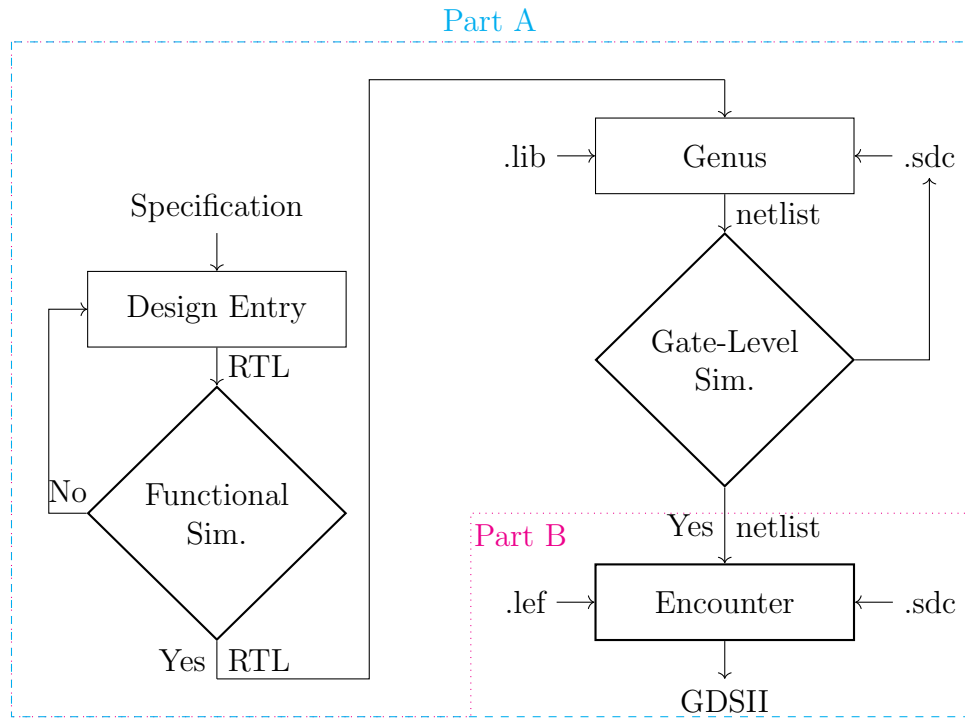 Part A
Specification
Design Entry
RTL
Functional
Sim.
No
Yes
RTL
.lib
Genus
.sdc
netlist
Gate-Level
Sim.
Yes
netlist
Part B
.lef
Encounter
.sdc
GDSII